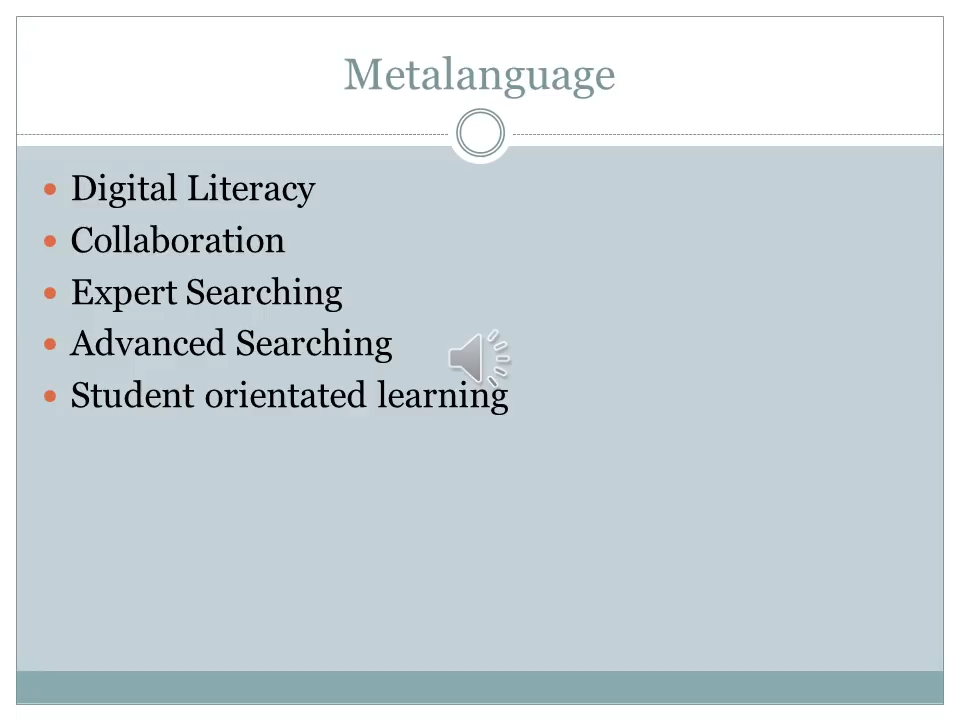 Metalanguage
Digital Literacy
Collaboration
Expert Searching
Advanced Searching
Student orientated learning